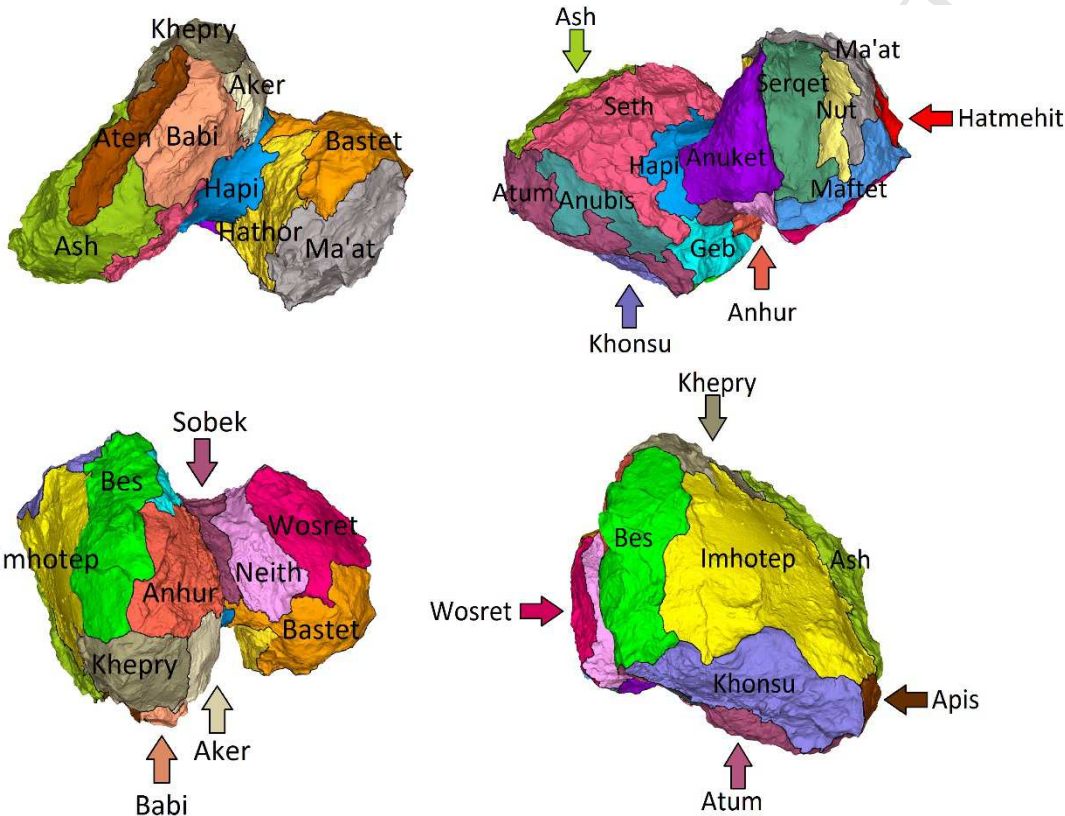 Khepry
Aker
Aten
Babi
Bastet
Hapi
Ash
Hathor
Ma'at
Ash
Ma'at
Serqet
Seth
Nut
Hatmehit
Hapi
Anuket
Atum
Anubis
Maftet
Geb
Anhur
Khonsu
Sobek
Bes
Wosret
mhotep
Neith
Anhur
Bastet
Khepry
Aker
Babi
Khepry
Bes
Imhotep
Ash
Wosret
Khonsu
Apis
Atum